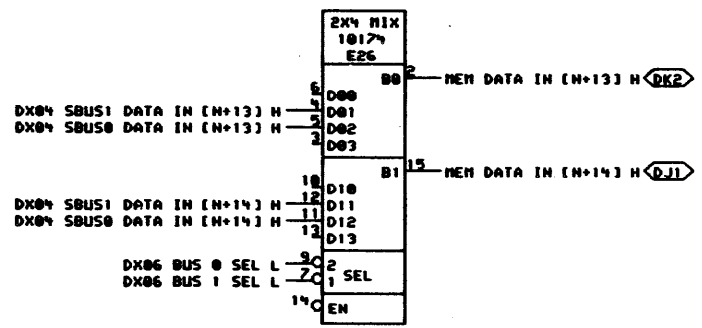 2X4 MIX
10174
E26
B0 2 MEM DATA IN [N+13] H DK2
6 D00
DX04 SBUS1 DATA IN [N+13] H 4 D01
DX04 SBUS0 DATA IN [N+13] H 5 D02
3 D03
B1 15 MEM DATA IN [N+14] H DJ1
10 D10
DX04 SBUS1 DATA IN [N+14] H 12 D11
DX04 SBUS0 DATA IN [N+14] H 11 D12
13 D13
DX06 BUS 0 SEL L 9 2
SEL
DX06 BUS 1 SEL L 7 1
14 EN